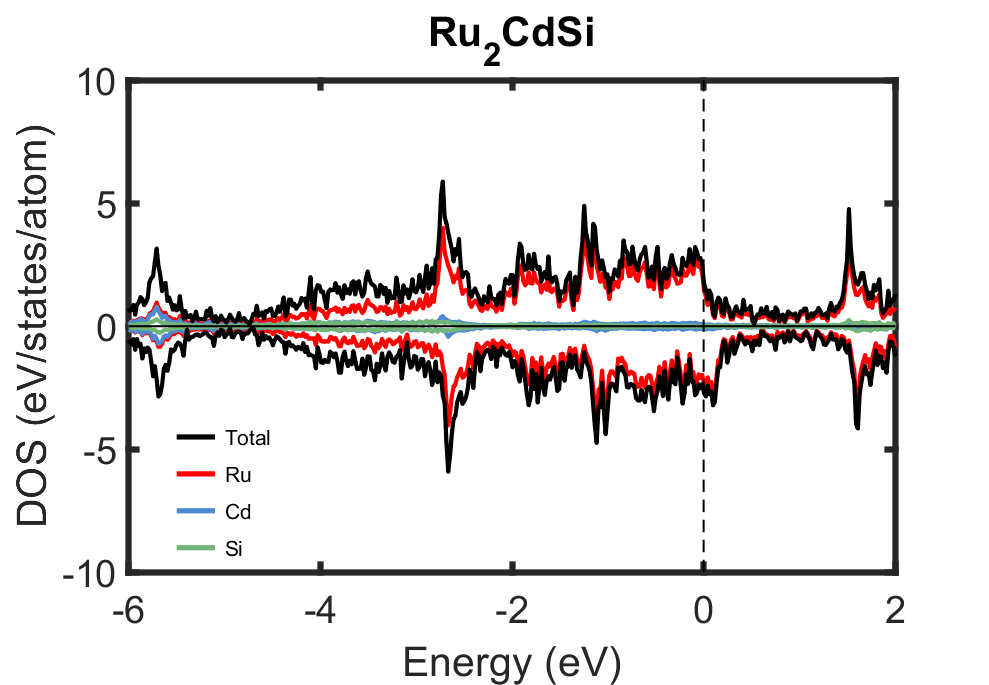 Ru2CdSi
10
5
0
-5
-10
DOS (eV/states/atom)
Total
Ru
Cd
Si
-6 -4 -2 0 2
Energy (eV)